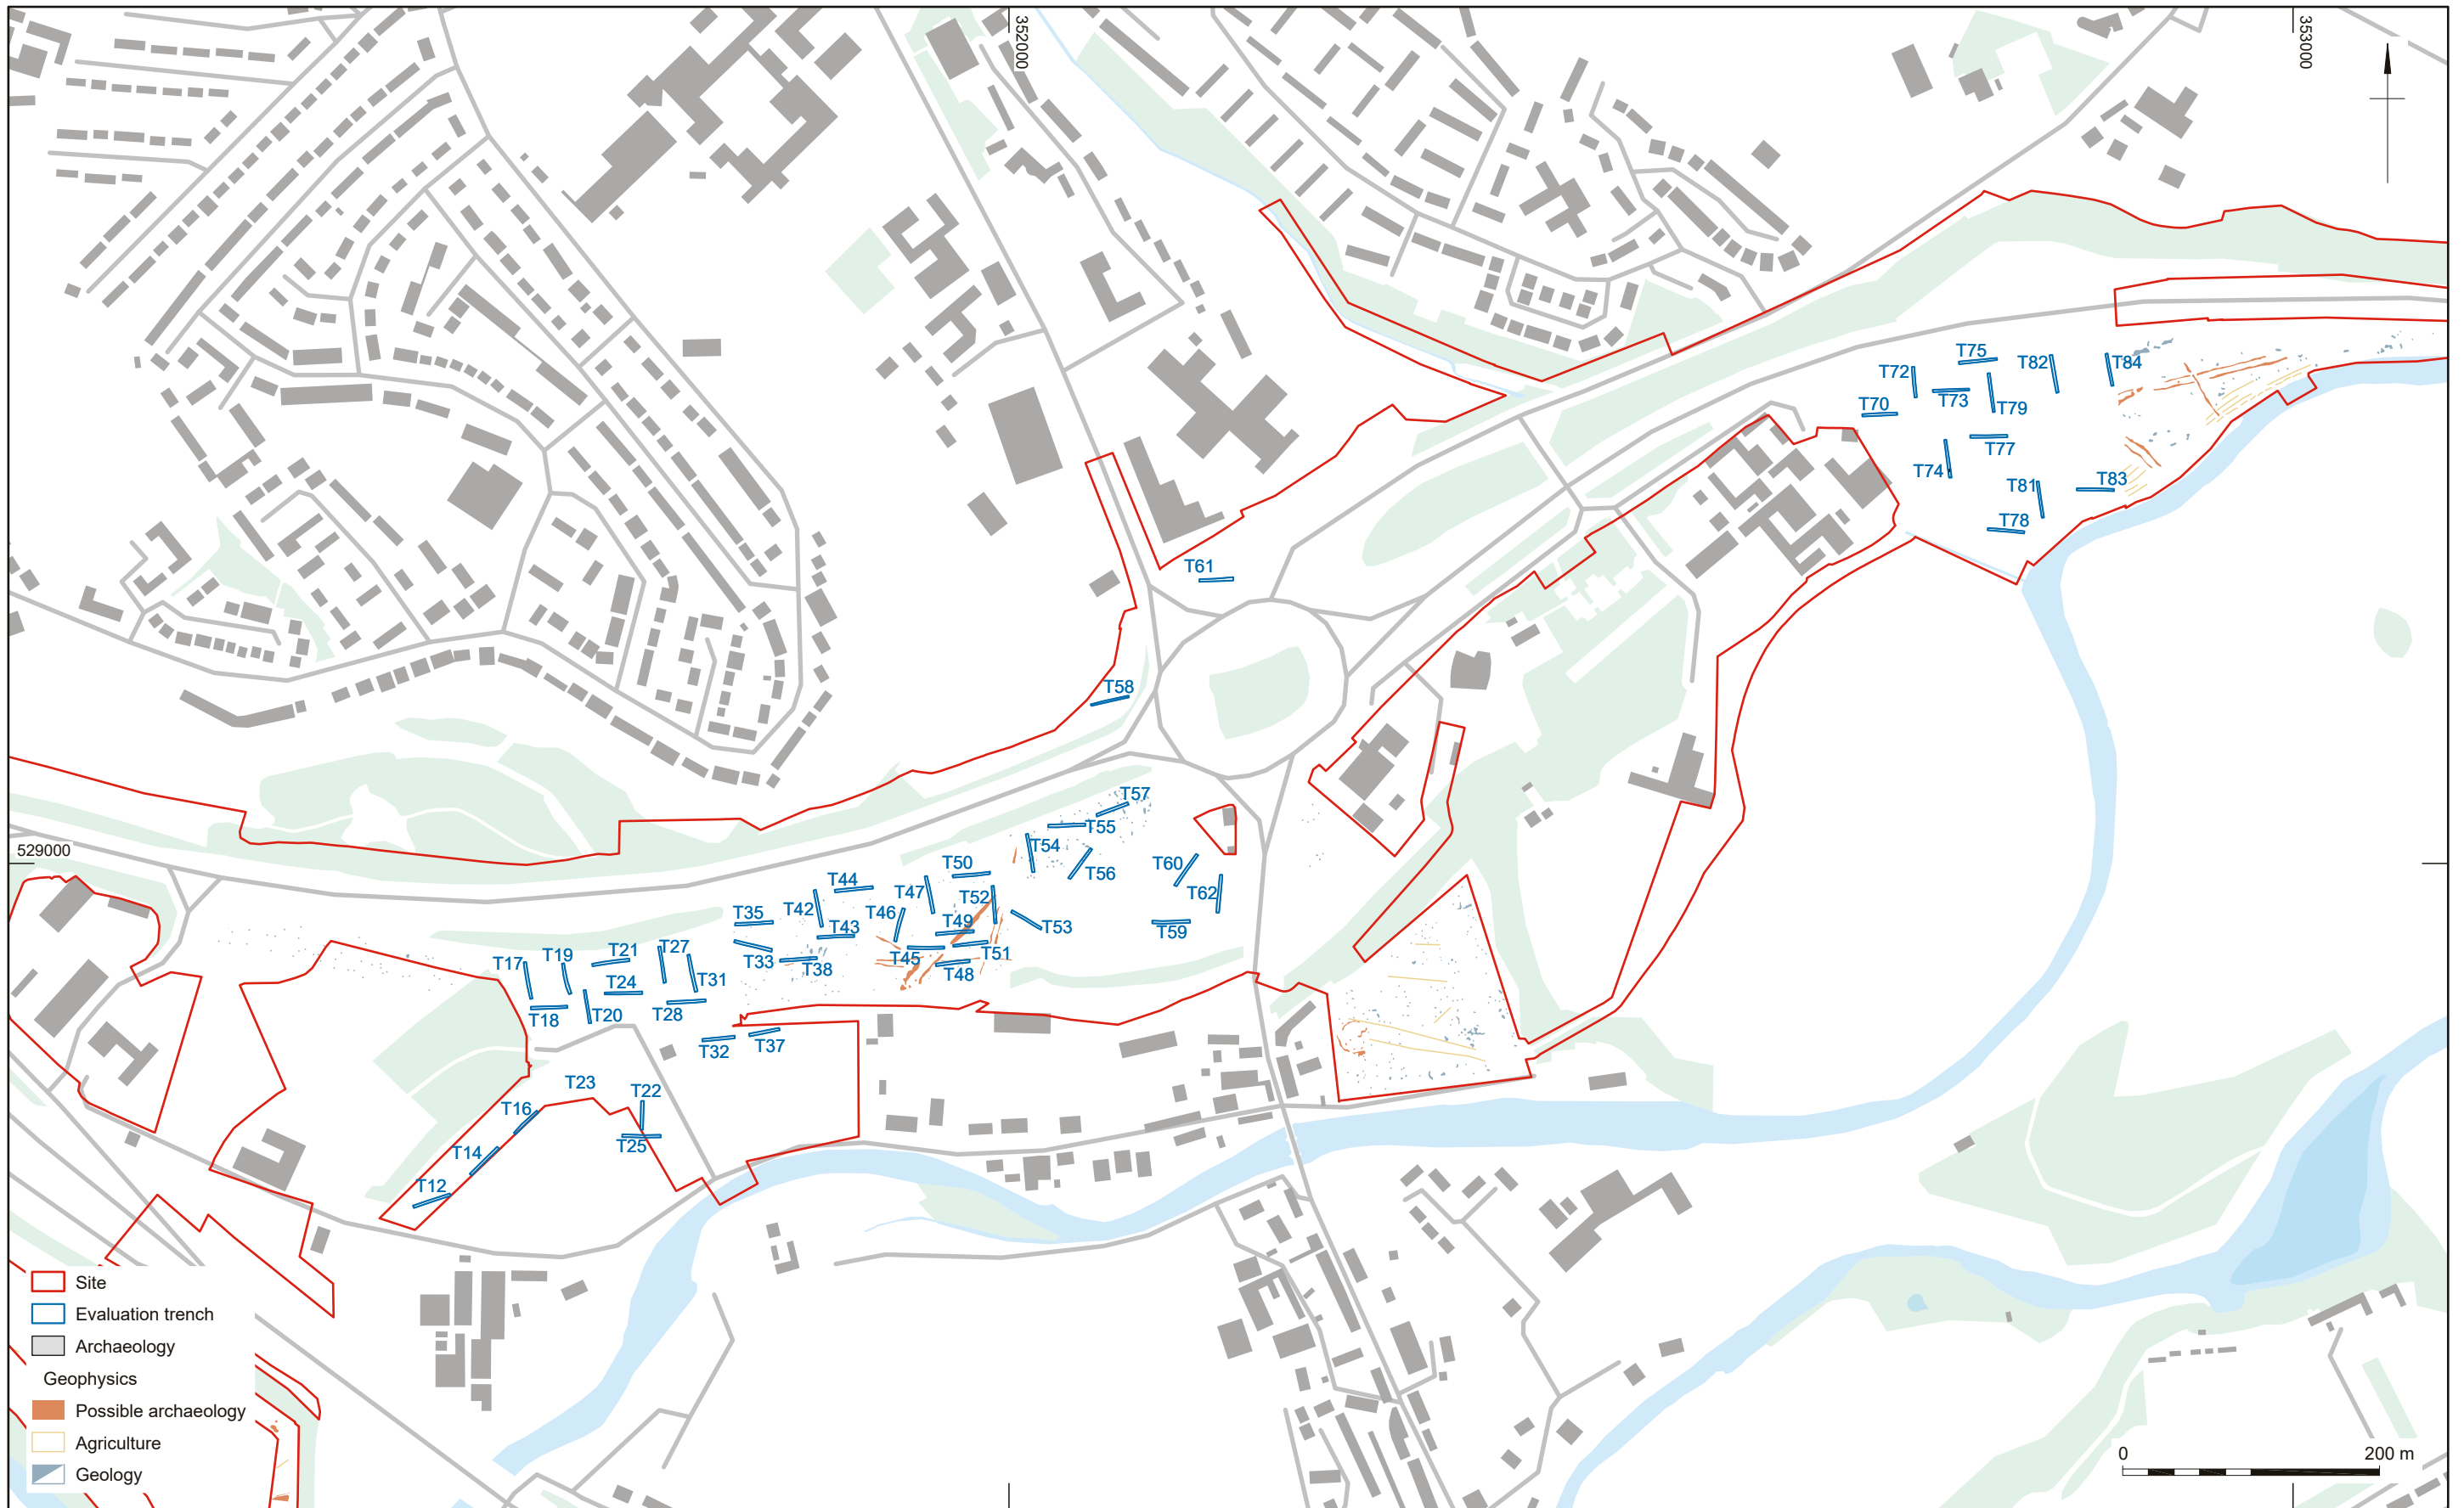 352000
353000
T75
T82
T84
T72
T73
T79
T70
T77
T74
T83
T81
T78
T61
T58
T57
T55
T54
T56
T60
T62
T59
529000
T50
T44
T47
T52
T42
T46
T35
T43
T49
T53
T51
T33
T38
T45
T48
T17
T19
T21
T27
T24
T31
T18
T20
T28
T32
T37
T23
T22
T16
T25
T14
T12
Site
Evaluation trench
Archaeology
Geophysics
Possible archaeology
Agriculture
Geology
0 200 m